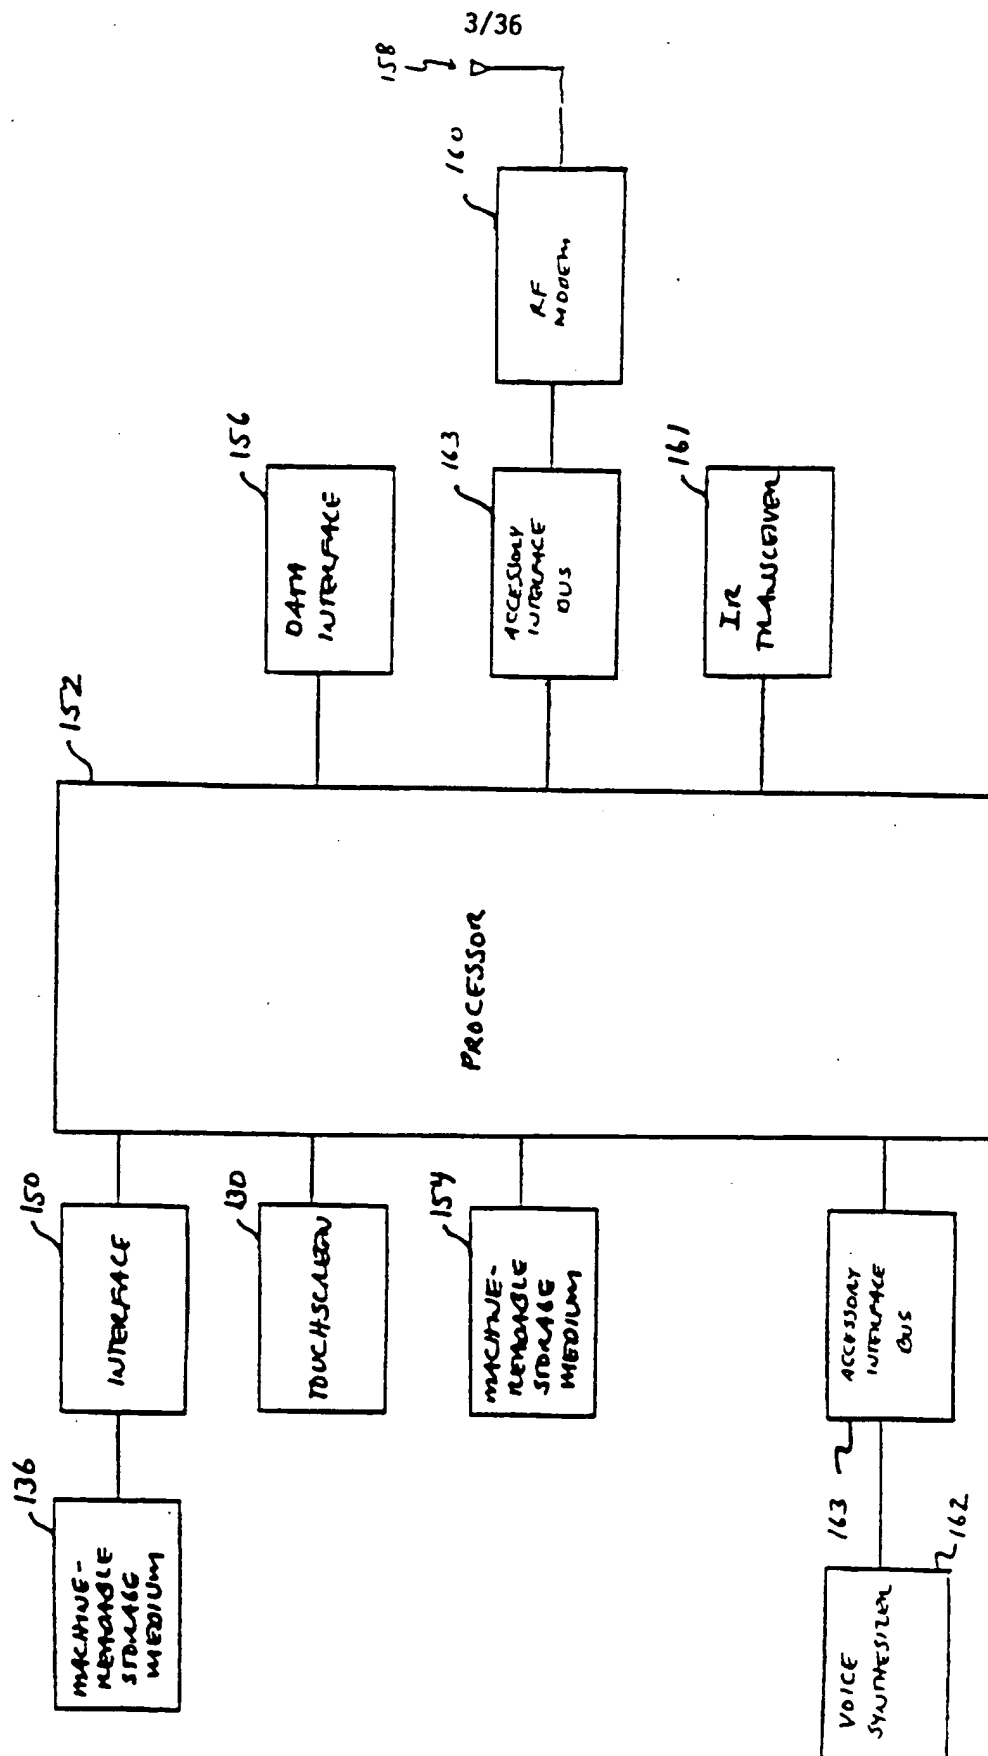 3/36
158
160
RF
MODEM
156
DATA
INTERFACE
163
ACCESSORY
INTERFACE
BUS
161
IR
TRANSCEIVER
152
PROCESSOR
150
INTERFACE
130
TOUCHSCREEN
154
MACHINE-
READABLE
STORAGE
MEDIUM
ACCESSORY
INTERFACE
BUS
136
MACHINE-
READABLE
STORAGE
MEDIUM
163
162
VOICE
SYNTHESIZER